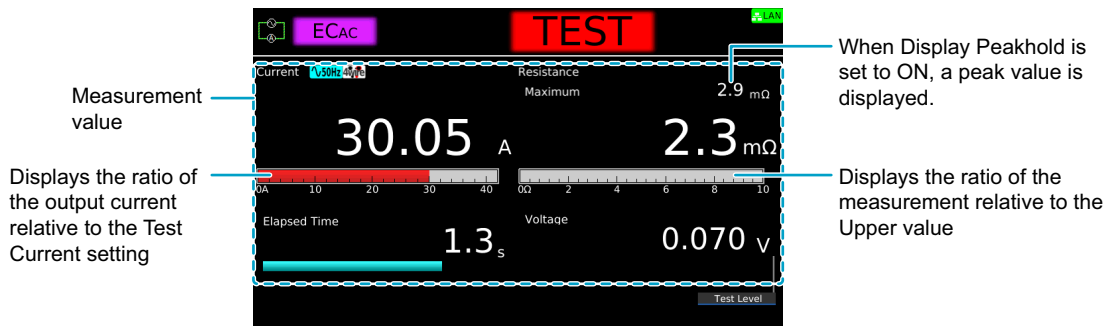 ECAC
TEST
LAN
When Display Peakhold is
set to ON, a peak value is
displayed.
Measurement
value
Current 50Hz 4Wire
Resistance
Maximum 2.9 mΩ
30.05 A
2.3 mΩ
0A 10 20 30 40
0Ω 2 4 6 8 10
Displays the ratio of
the output current
relative to the Test
Current setting
Displays the ratio of the
measurement relative to the
Upper value
Elapsed Time
1.3 s
Voltage
0.070 V
Test Level